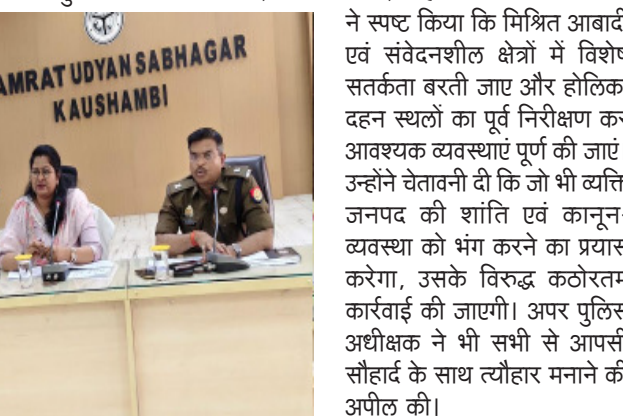 AMRAT UDYAN SABHAGAR
KAUSHAMBI
ने स्पष्ट किया कि मिश्रित आबादी
एवं संवेदनशील क्षेत्रों में विशेष
सतर्कता बरती जाए और होलिक
दहन स्थलों का पूर्व निरीक्षण कर
आवश्यक व्यवस्थाएं पूर्ण की जाएं
उन्होंने चेतावनी दी कि जो भी व्यक्ति
जनपद की शांति एवं कानून-
व्यवस्था को भंग करने का प्रयास
करेगा, उसके विरुद्ध कठोरतम
कार्रवाई की जाएगी। अपर पुलिस
अधीक्षक ने भी सभी से आपसी
सौहार्द के साथ त्यौहार मनाने की
अपील की।